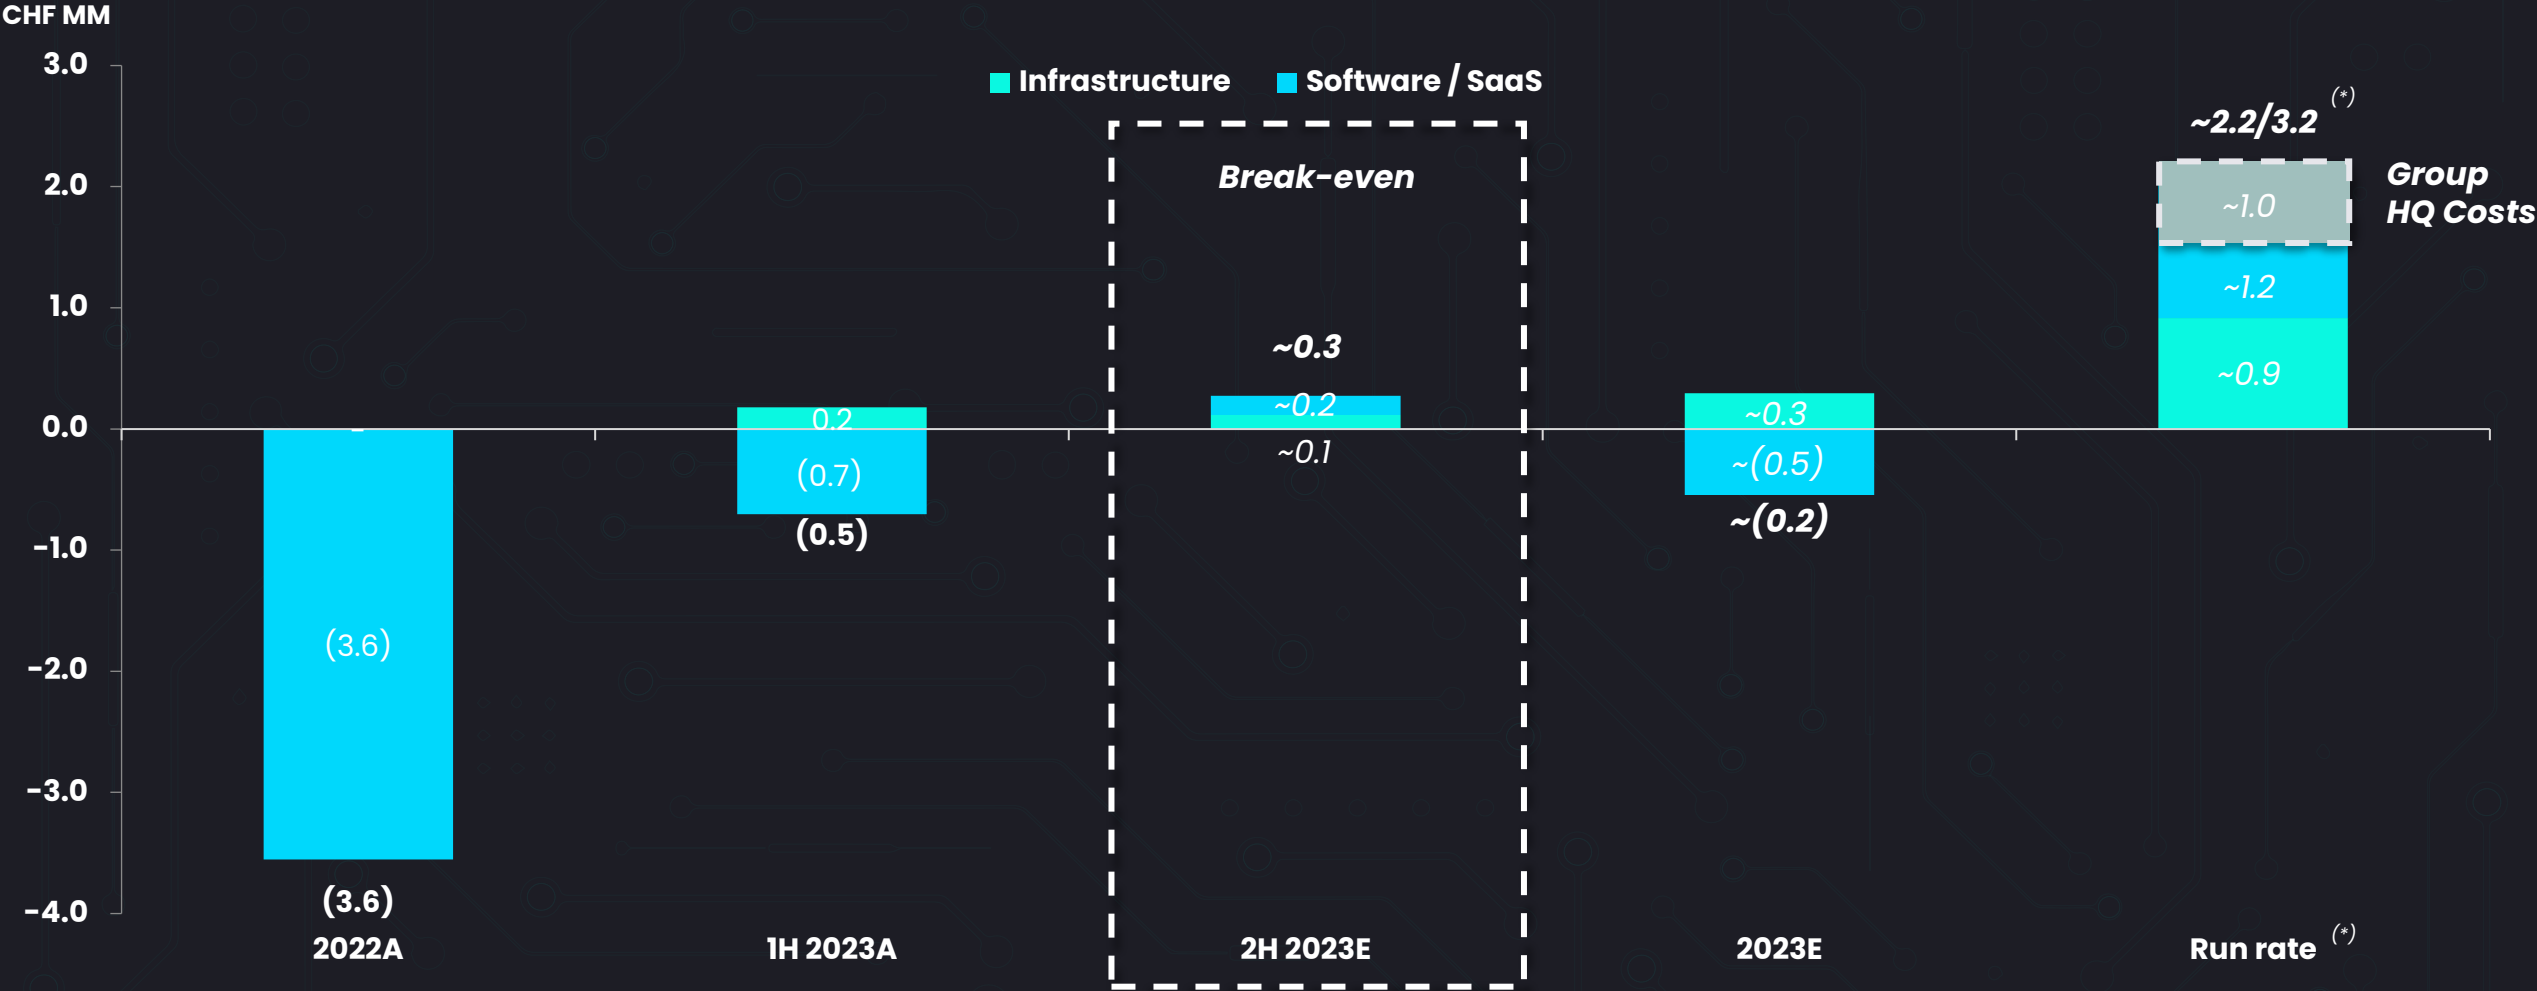 CHF MM
3.0
2.0
1.0
0.0
-1.0
-2.0
-3.0
-4.0
Infrastructure
Software / SaaS
-
(3.6)
(3.6)
2022A
0.2
(0.7)
(0.5)
1H 2023A
Break-even
~0.3
~0.2
~0.1
2H 2023E
~0.3
~(0.5)
~(0.2)
2023E
~2.2/3.2 (*)
~1.0
~1.2
~0.9
Group
HQ Costs
Run rate (*)